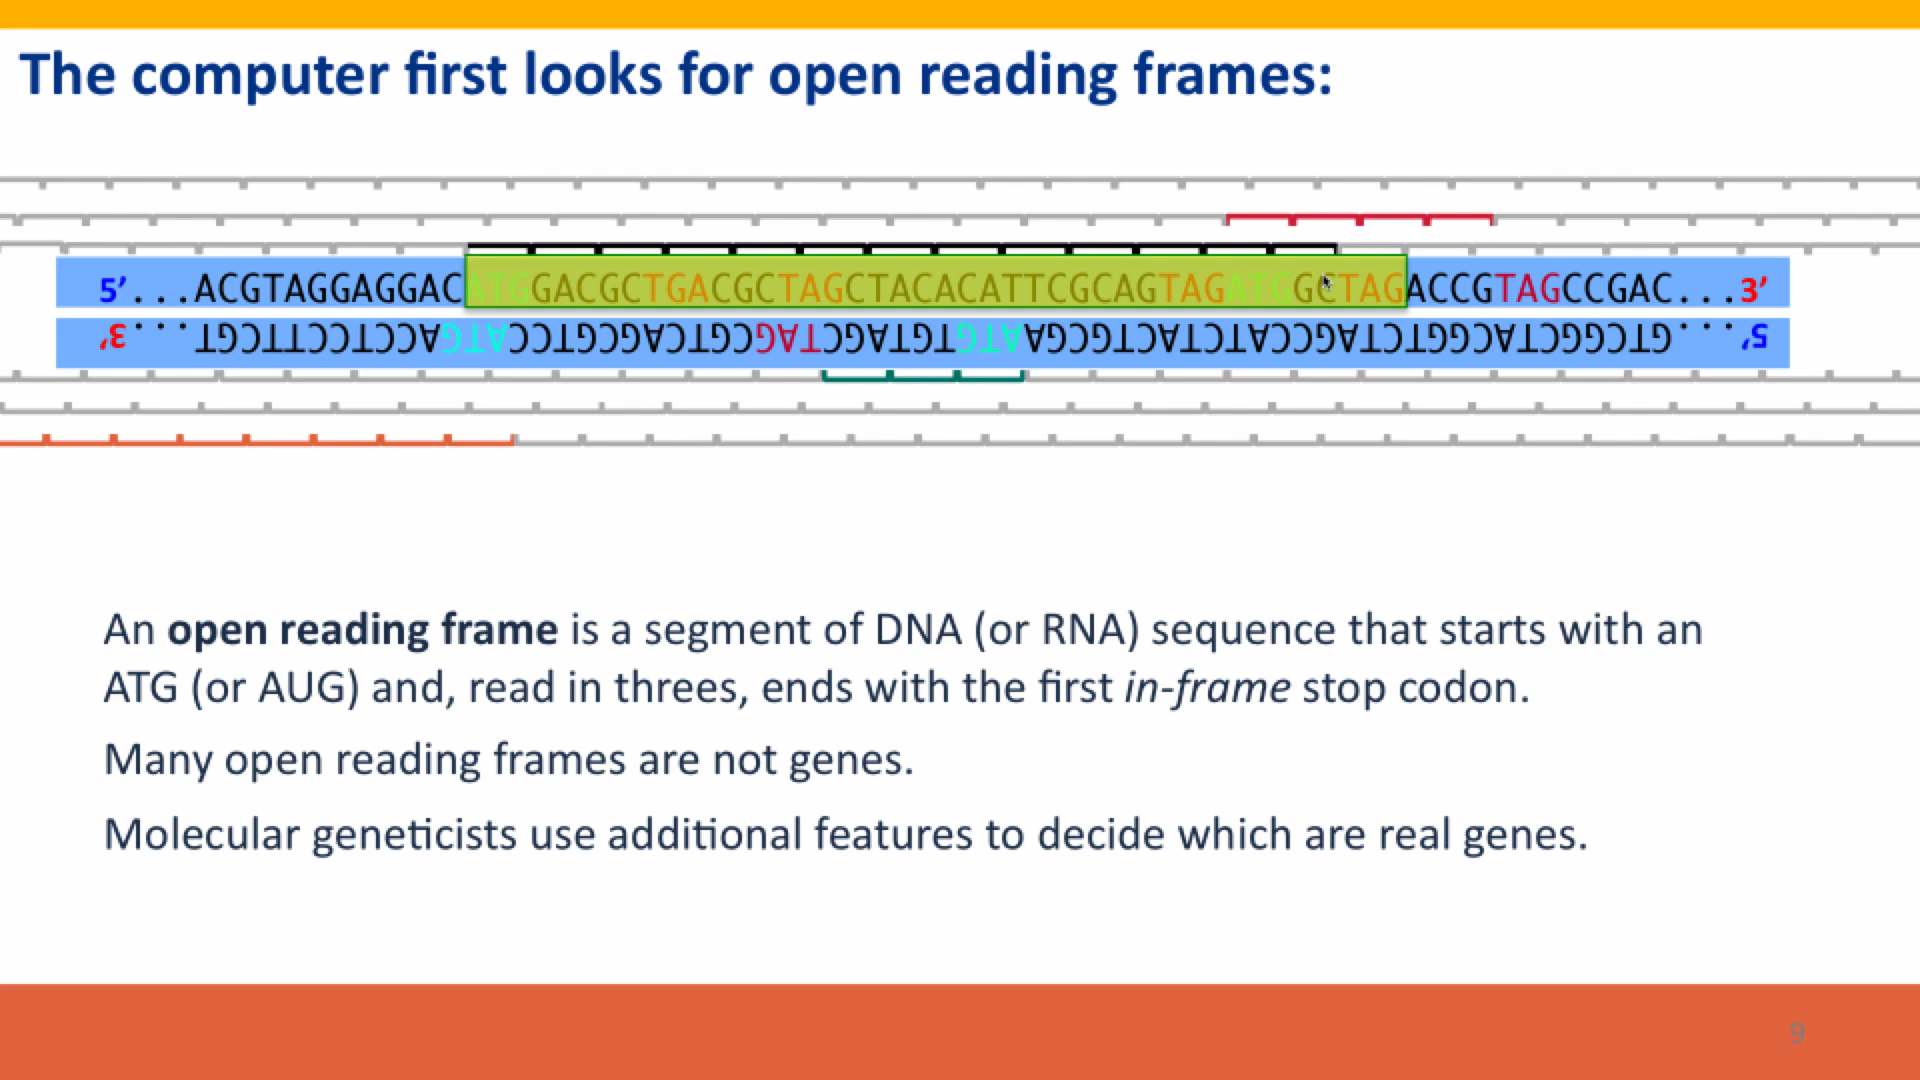 The computer first looks for open reading frames:
5’...ACGTAGGAGGACATGGACGCTGACGCTAGCTACACATTCGCAGTAGATGGCTAGACCGTAGCCGAC...3’
5’...GTCGGCTACGGTCTAGCCATCTACTGCGAATGTGTAGCTAGCGTCAGCGTCCATGTCCTCCTACGT...3’
An open reading frame is a segment of DNA (or RNA) sequence that starts with an
ATG (or AUG) and, read in threes, ends with the first in-frame stop codon.
Many open reading frames are not genes.
Molecular geneticists use additional features to decide which are real genes.
9